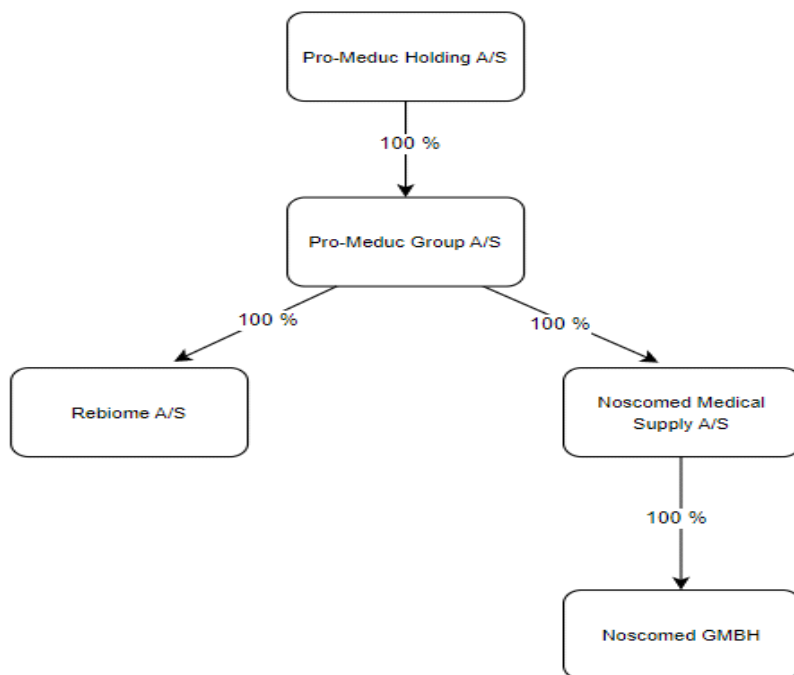 Pro-Meduc Holding A/S
100 %
Pro-Meduc Group A/S
100 %
100 %
Rebiome A/S
Noscomed Medical
Supply A/S
100 %
Noscomed GMBH